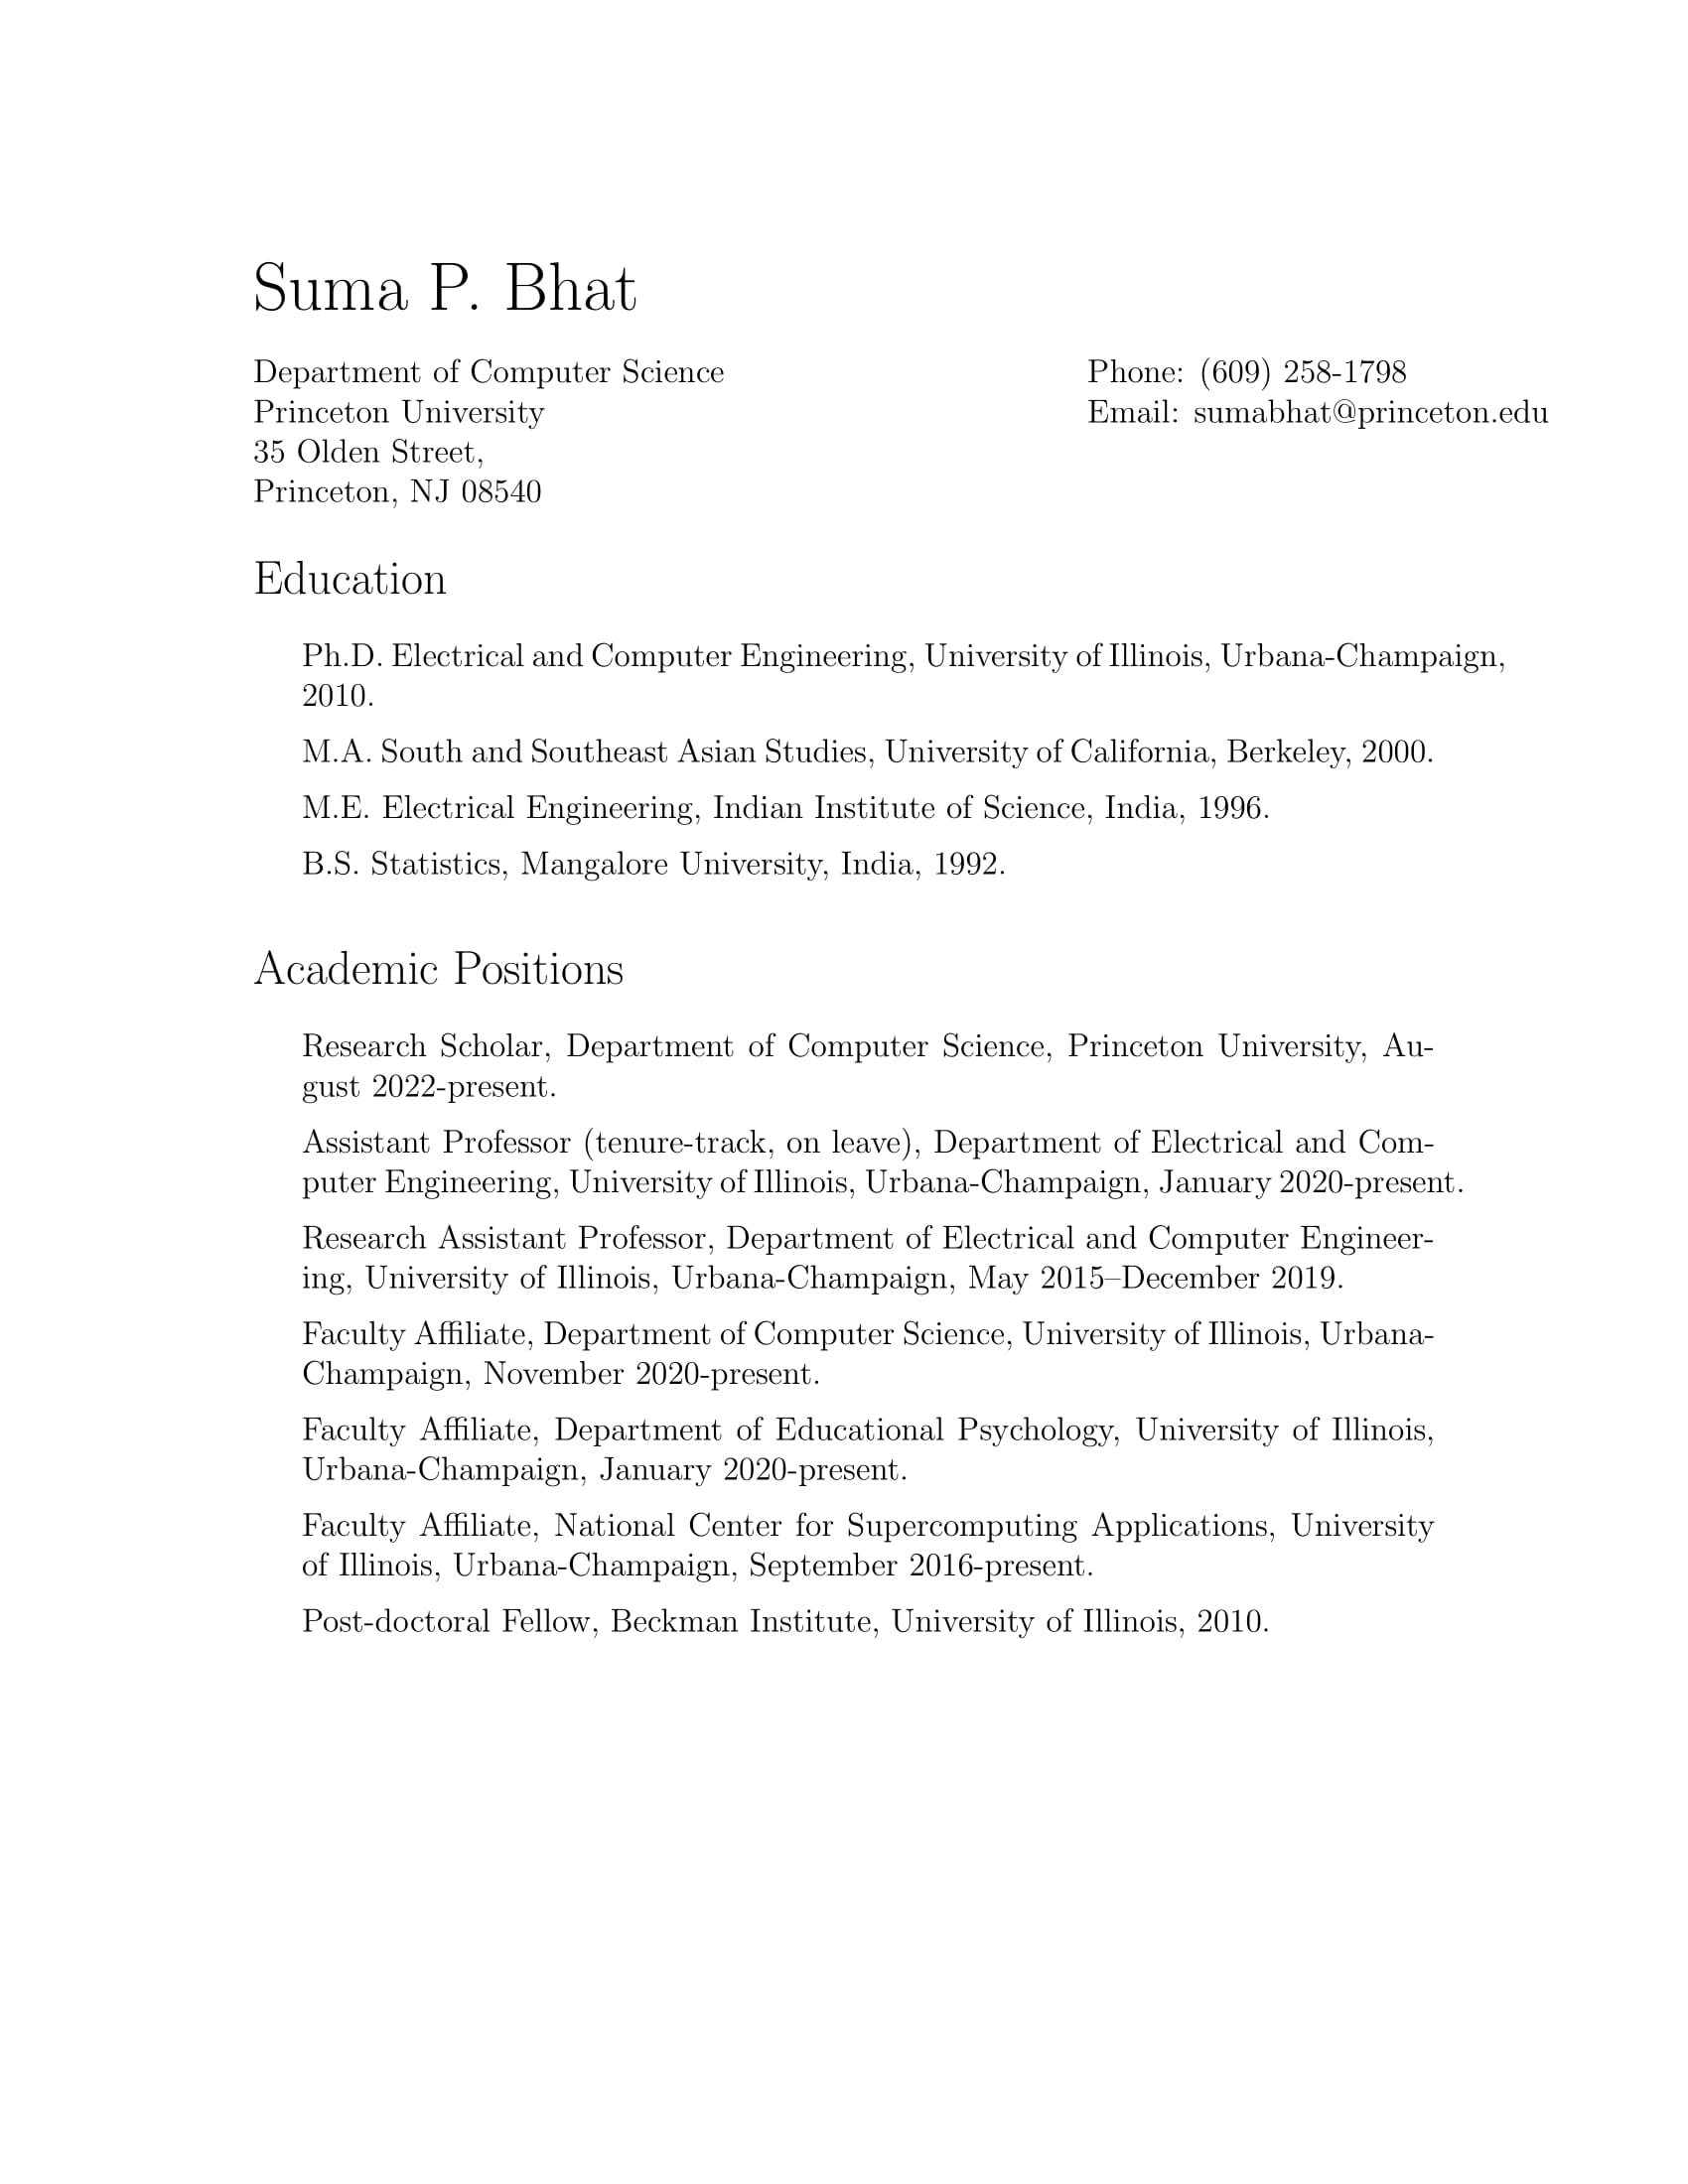 Suma P. Bhat
Department of Computer Science
Princeton University
35 Olden Street,
Princeton, NJ 08540
Phone: (609) 258-1798
Email: sumabhat@princeton.edu
Education
Ph.D. Electrical and Computer Engineering, University of Illinois, Urbana-Champaign,
2010.
M.A. South and Southeast Asian Studies, University of California, Berkeley, 2000.
M.E. Electrical Engineering, Indian Institute of Science, India, 1996.
B.S. Statistics, Mangalore University, India, 1992.
Academic Positions
Research Scholar, Department of Computer Science, Princeton University, Au-
gust 2022-present.
Assistant Professor (tenure-track, on leave), Department of Electrical and Com-
puter Engineering, University of Illinois, Urbana-Champaign, January 2020-present.
Research Assistant Professor, Department of Electrical and Computer Engineer-
ing, University of Illinois, Urbana-Champaign, May 2015–December 2019.
Faculty Affiliate, Department of Computer Science, University of Illinois, Urbana-
Champaign, November 2020-present.
Faculty Affiliate, Department of Educational Psychology, University of Illinois,
Urbana-Champaign, January 2020-present.
Faculty Affiliate, National Center for Supercomputing Applications, University
of Illinois, Urbana-Champaign, September 2016-present.
Post-doctoral Fellow, Beckman Institute, University of Illinois, 2010.